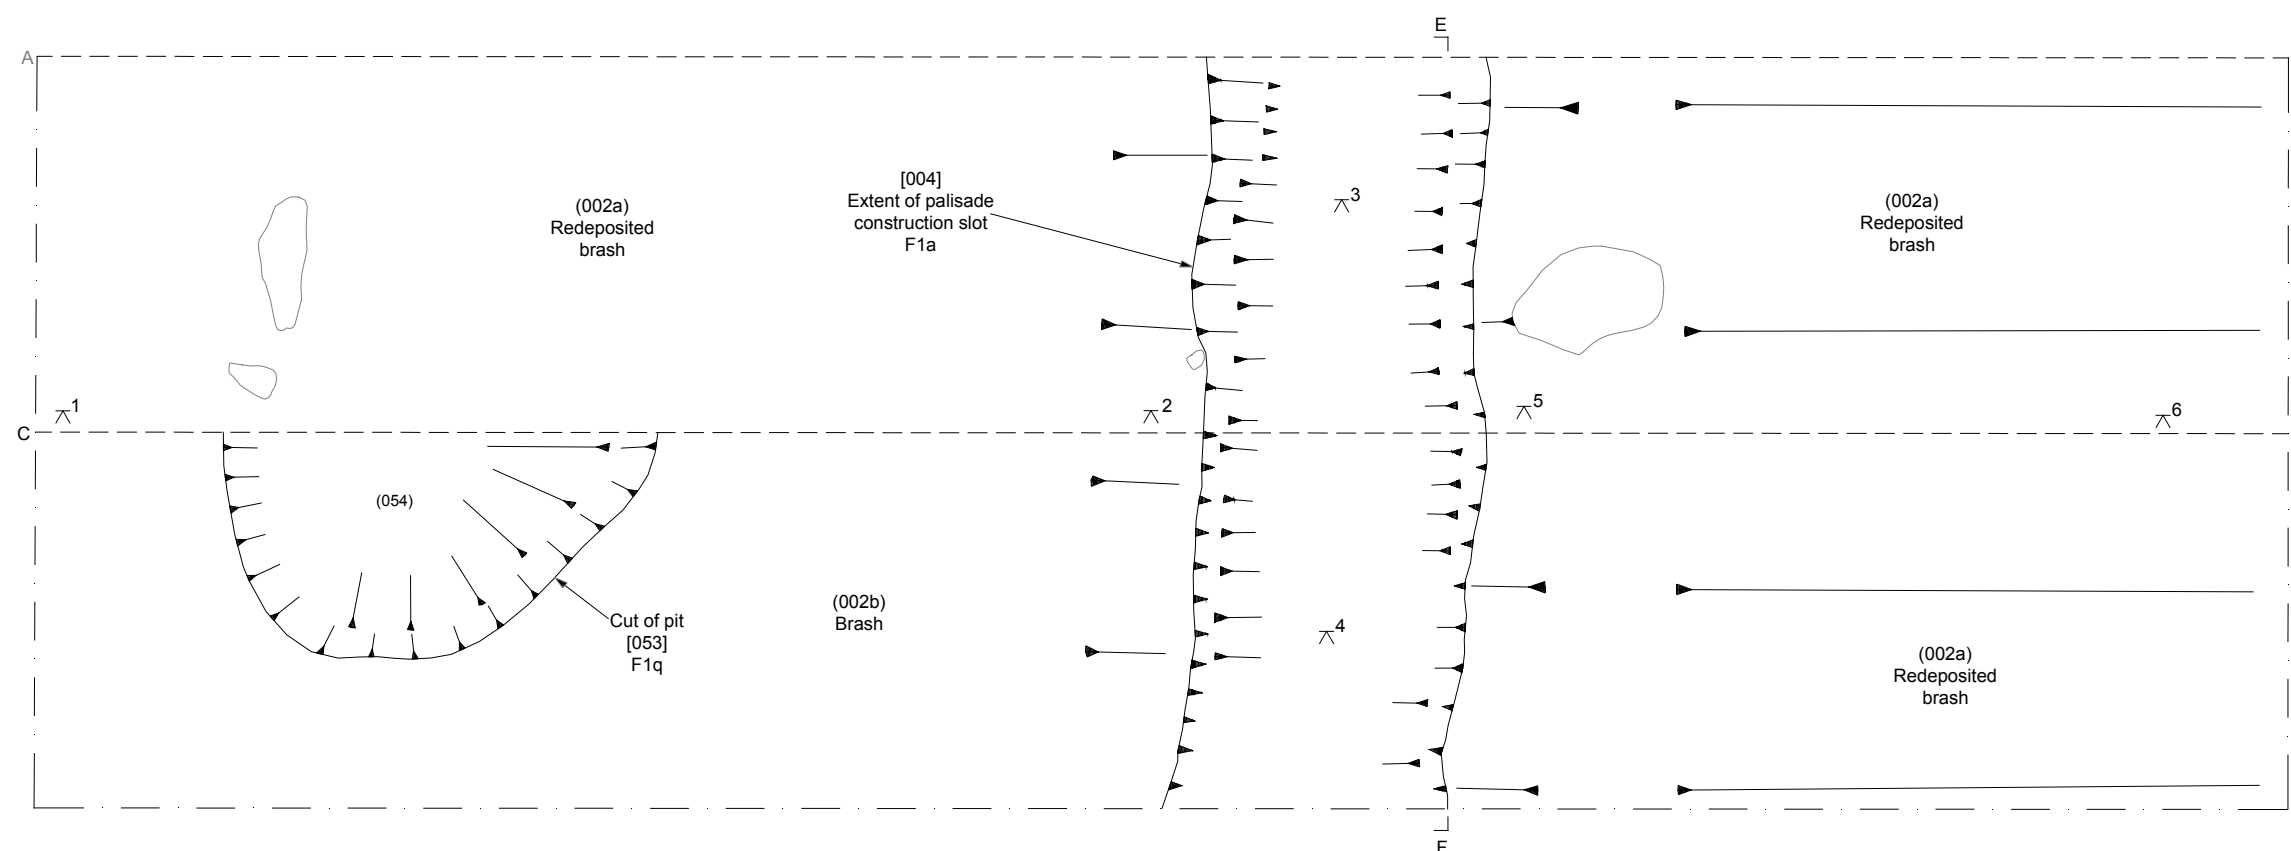 E
A
[004]
Extent of palisade
construction slot
F1a
(002a)
Redeposited
brash
3
(002a)
Redeposited
brash
1
2
5
6
C
(054)
(002b)
Brash
Cut of pit
[053]
F1q
4
(002a)
Redeposited
brash
F